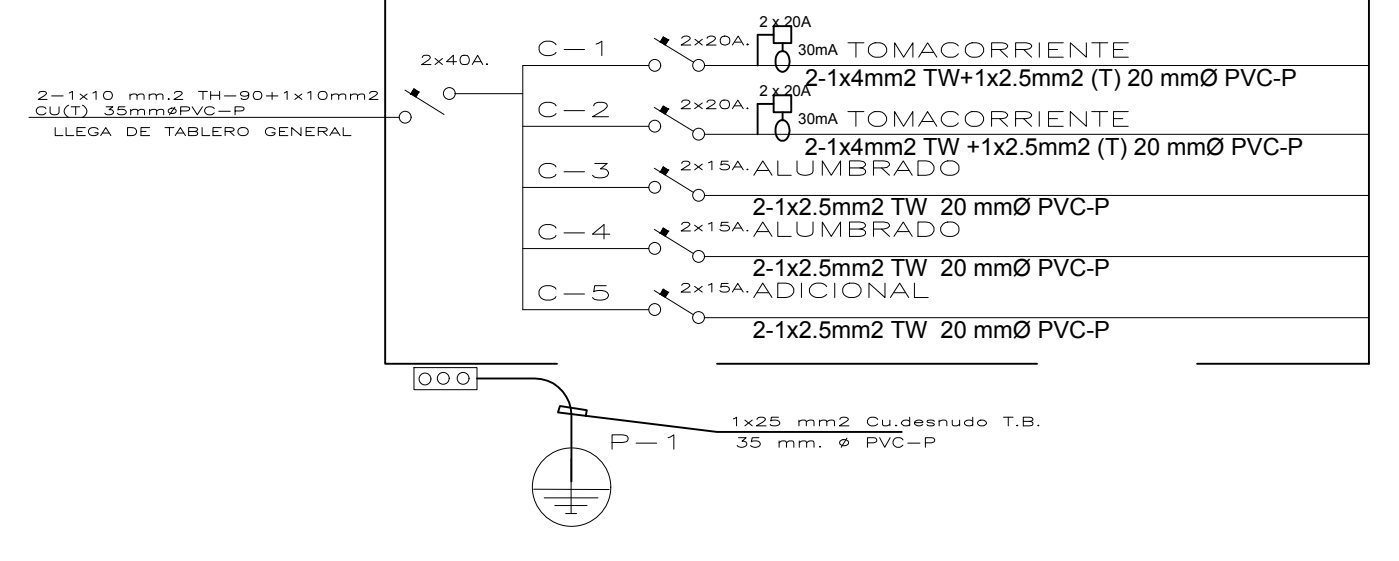 2-1x10 mm.2 TH-90+1x10mm2
CU(T) 35mmøPVC-P
LLEGA DE TABLERO GENERAL
2x40A.
C-1
2x20A.
2 x 20A
30mA
TOMACORRIENTE
2-1x4mm2 TW+1x2.5mm2 (T) 20 mmØ PVC-P
C-2
2x20A.
2 x 20A
30mA
TOMACORRIENTE
2-1x4mm2 TW +1x2.5mm2 (T) 20 mmØ PVC-P
C-3
2x15A.
ALUMBRADO
2-1x2.5mm2 TW 20 mmØ PVC-P
C-4
2x15A.
ALUMBRADO
2-1x2.5mm2 TW 20 mmØ PVC-P
C-5
2x15A.
ADICIONAL
2-1x2.5mm2 TW 20 mmØ PVC-P
P-1
1x25 mm2 Cu.desnudo T.B.
35 mm. ø PVC-P